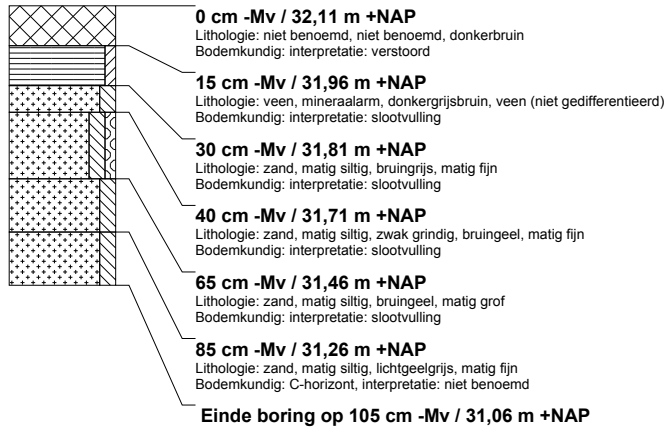 0 cm -Mv / 32,11 m +NAP
Lithologie: niet benoemd, niet benoemd, donkerbruin
Bodemkundig: interpretatie: verstoord
15 cm -Mv / 31,96 m +NAP
Lithologie: veen, mineraalarm, donkergrijsbruin, veen (niet gedifferentieerd)
Bodemkundig: interpretatie: slootvulling
30 cm -Mv / 31,81 m +NAP
Lithologie: zand, matig siltig, bruingrijs, matig fijn
Bodemkundig: interpretatie: slootvulling
40 cm -Mv / 31,71 m +NAP
Lithologie: zand, matig siltig, zwak grindig, bruingeel, matig fijn
Bodemkundig: interpretatie: slootvulling
65 cm -Mv / 31,46 m +NAP
Lithologie: zand, matig siltig, bruingeel, matig grof
Bodemkundig: interpretatie: slootvulling
85 cm -Mv / 31,26 m +NAP
Lithologie: zand, matig siltig, lichtgeelgrijs, matig fijn
Bodemkundig: C-horizont, interpretatie: niet benoemd
Einde boring op 105 cm -Mv / 31,06 m +NAP